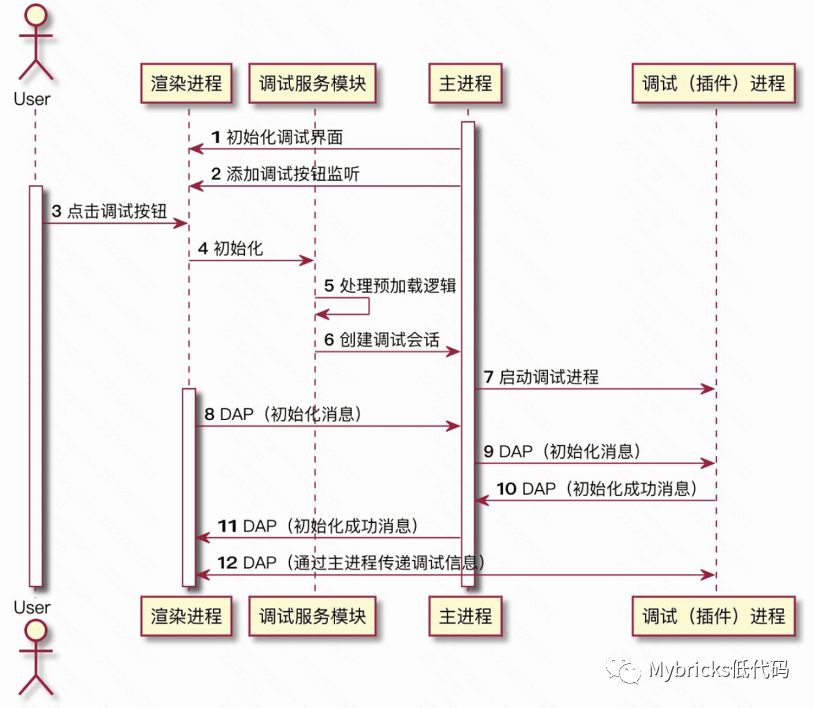 User
渲染进程
调试服务模块
主进程
调试（插件）进程
1 初始化调试界面
2 添加调试按钮监听
3 点击调试按钮
4 初始化
5 处理预加载逻辑
6 创建调试会话
7 启动调试进程
8 DAP（初始化消息）
9 DAP（初始化消息）
10 DAP（初始化成功消息）
11 DAP（初始化成功消息）
12 DAP（通过主进程传递调试信息）
User
渲染进程
调试服务模块
主进程
调试（插件）进程
Mybricks低代码